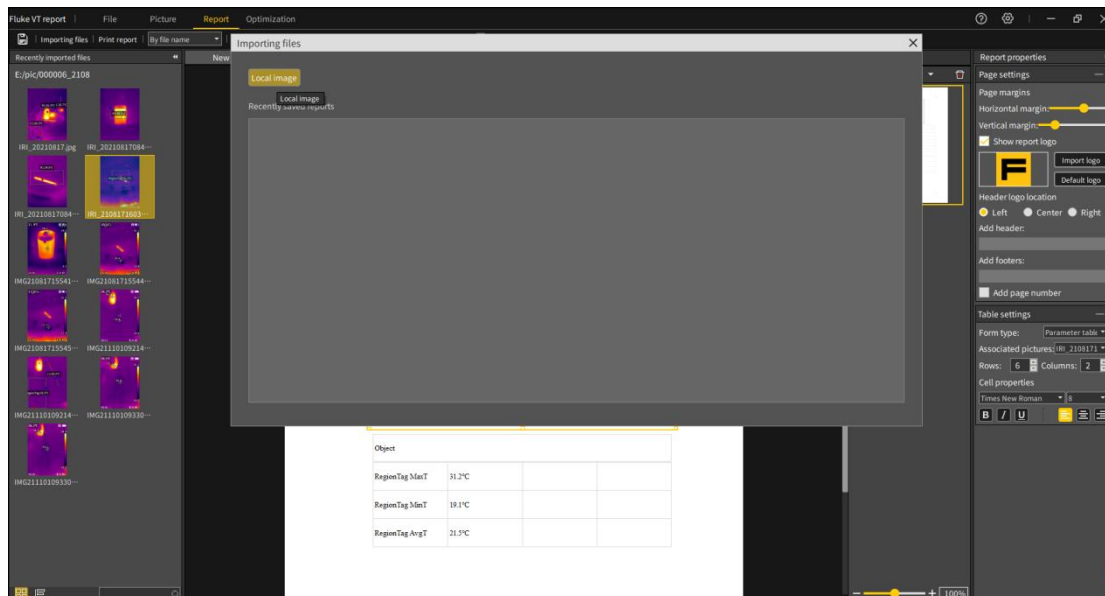 Fluke VT report File Picture Report Optimization
Importing files Print report By file name
Importing files
Recently imported files
New
Report properties
E:/pic/000006_2108
Local image
Page settings
Local image
Recently saved reports
Page margins
Horizontal margin:
Vertical margin:
Show report logo
IRI_20210817.jpg IRI_20210817084···
F
Import logo
Default logo
Header logo location
IRI_20210817084··· IRI_2108171603···
Left Center Right
Add header:
Add footers:
IMG21081715541··· IMG21081715544···
Add page number
Table settings
Form type: Parameter table
IMG21081715545··· IMG21110109214···
Associated pictures: IRI_2108171
Rows: 6 Columns: 2
Cell properties
Times New Roman 8
IMG21110109214··· IMG21110109330···
B I U
Object
RegionTag MaxT 31.2°C
IMG21110109330···
RegionTag MinT 19.1°C
RegionTag AvgT 21.5°C
100%